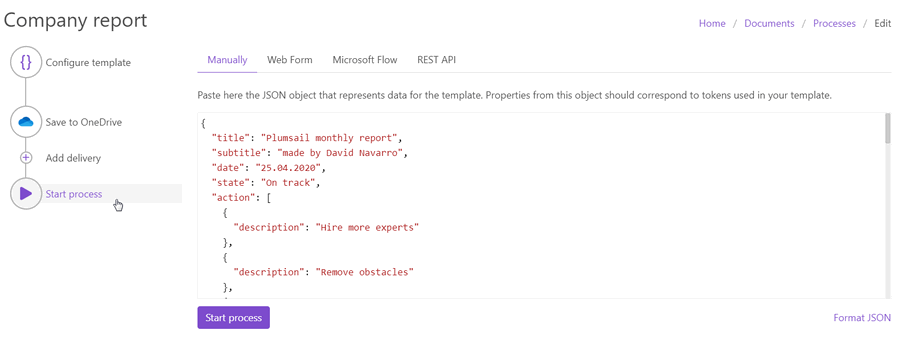 Company report
Home / Documents / Processes / Edit
{} Configure template
Save to OneDrive
Add delivery
Start process
Manually Web Form Microsoft Flow REST API
Paste here the JSON object that represents data for the template. Properties from this object should correspond to tokens used in your template.
{
"title": "Plumsail monthly report",
"subtitle": "made by David Navarro",
"date": "25.04.2020",
"state": "On track",
"action": [
{
"description": "Hire more experts"
},
{
"description": "Remove obstacles"
},
Start process
Format JSON